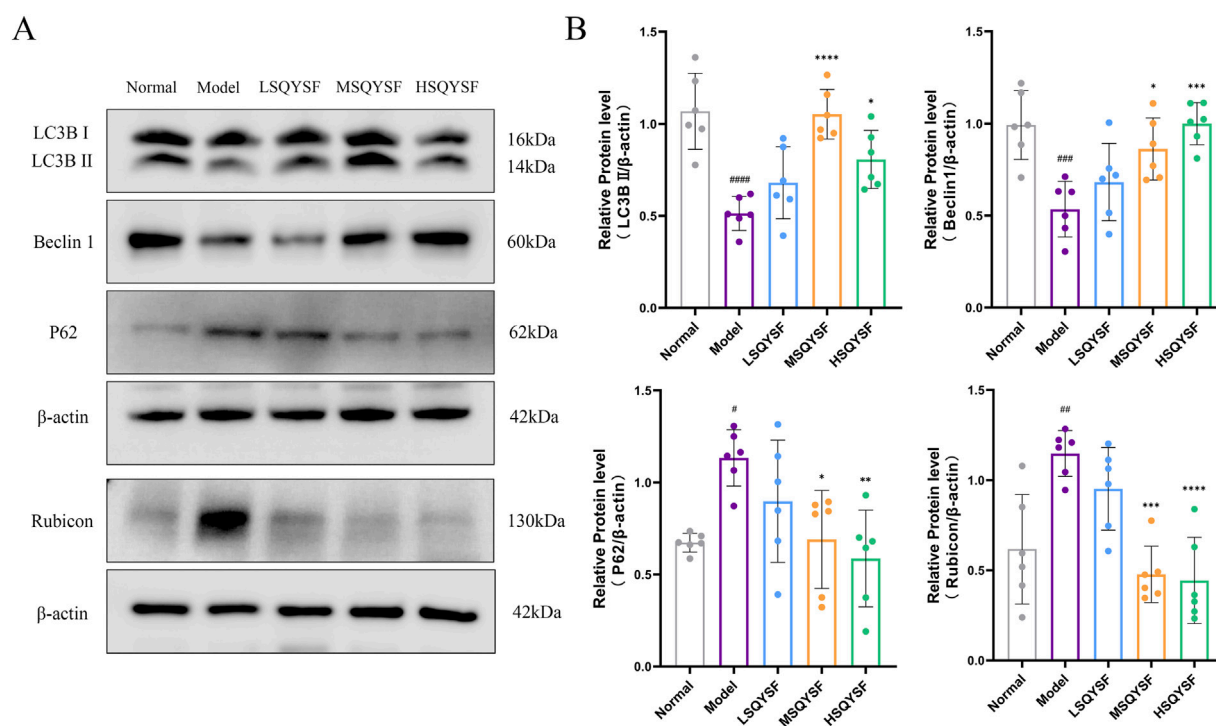 A
Normal Model LSQYSF MSQYSF HSQYSF
LC3B I
16kDa
LC3B II
14kDa
Beclin 1
60kDa
P62
62kDa
β-actin
42kDa
Rubicon
130kDa
β-actin
42kDa
B
Relative Protein level
( LC3B II/β-actin)
1.5
1.0
0.5
0.0
####
****
*
Normal
Model
LSQYSF
MSQYSF
HSQYSF
Relative Protein level
( Beclin1/β-actin)
1.5
1.0
0.5
0.0
###
*
***
Normal
Model
LSQYSF
MSQYSF
HSQYSF
Relative Protein level
( P62/β-actin)
1.5
1.0
0.5
0.0
#
*
**
Normal
Model
LSQYSF
MSQYSF
HSQYSF
Relative Protein level
( Rubicon/β-actin)
1.5
1.0
0.5
0.0
##
***
****
Normal
Model
LSQYSF
MSQYSF
HSQYSF